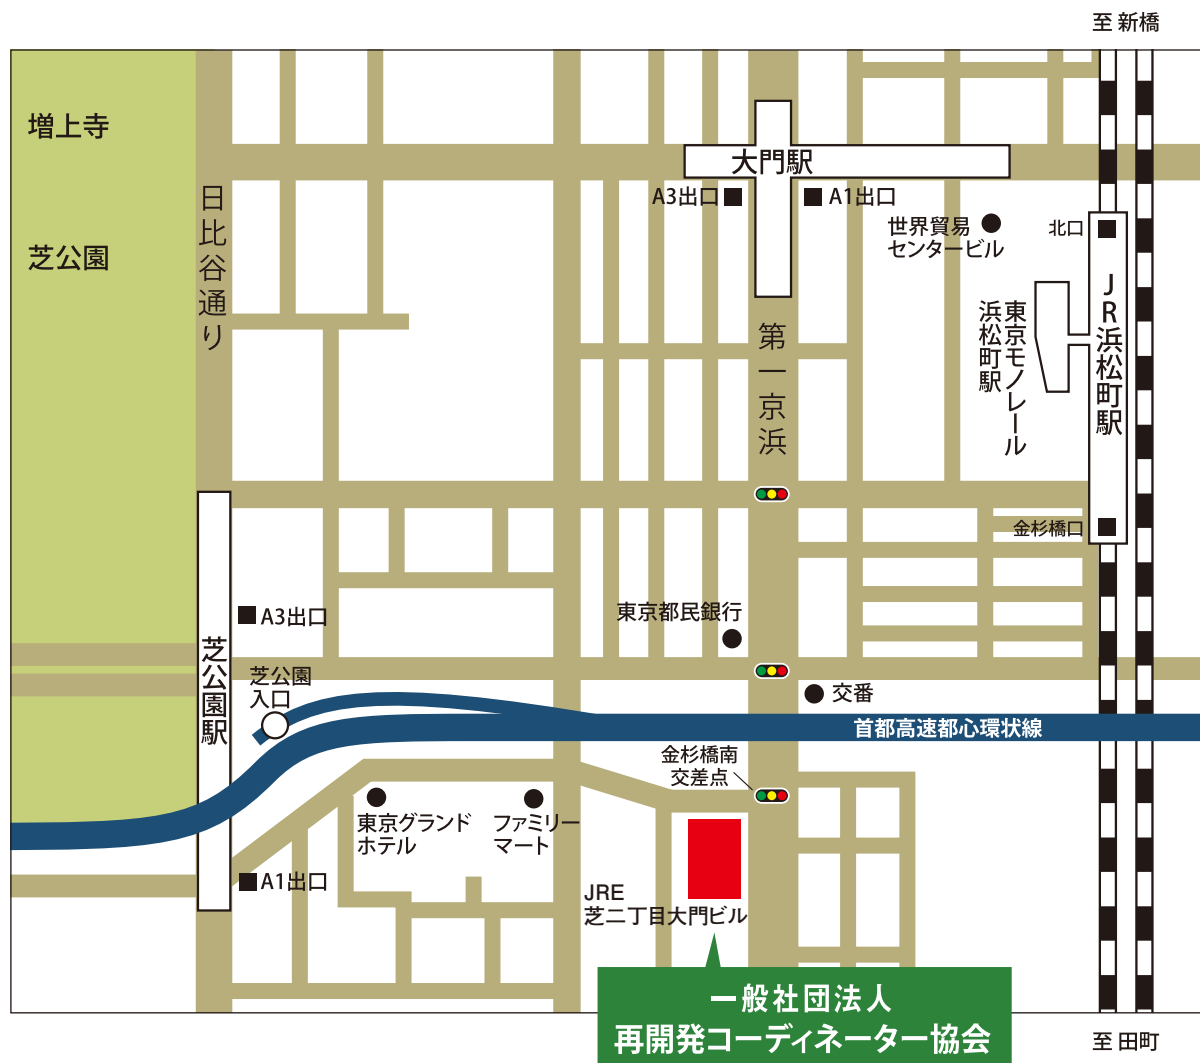 至 新橋
増上寺
芝公園
日比谷通り
大門駅
A3出口
A1出口
世界貿易
センタービル
北口
JR浜松町駅
東京モノレール
浜松町駅
第一京浜
金杉橋口
A3出口
芝公園駅
芝公園
入口
東京都民銀行
交番
首都高速都心環状線
金杉橋南
交差点
東京グランド
ホテル
ファミリー
マート
A1出口
JRE
芝二丁目大門ビル
一般社団法人
再開発コーディネーター協会
至 田町